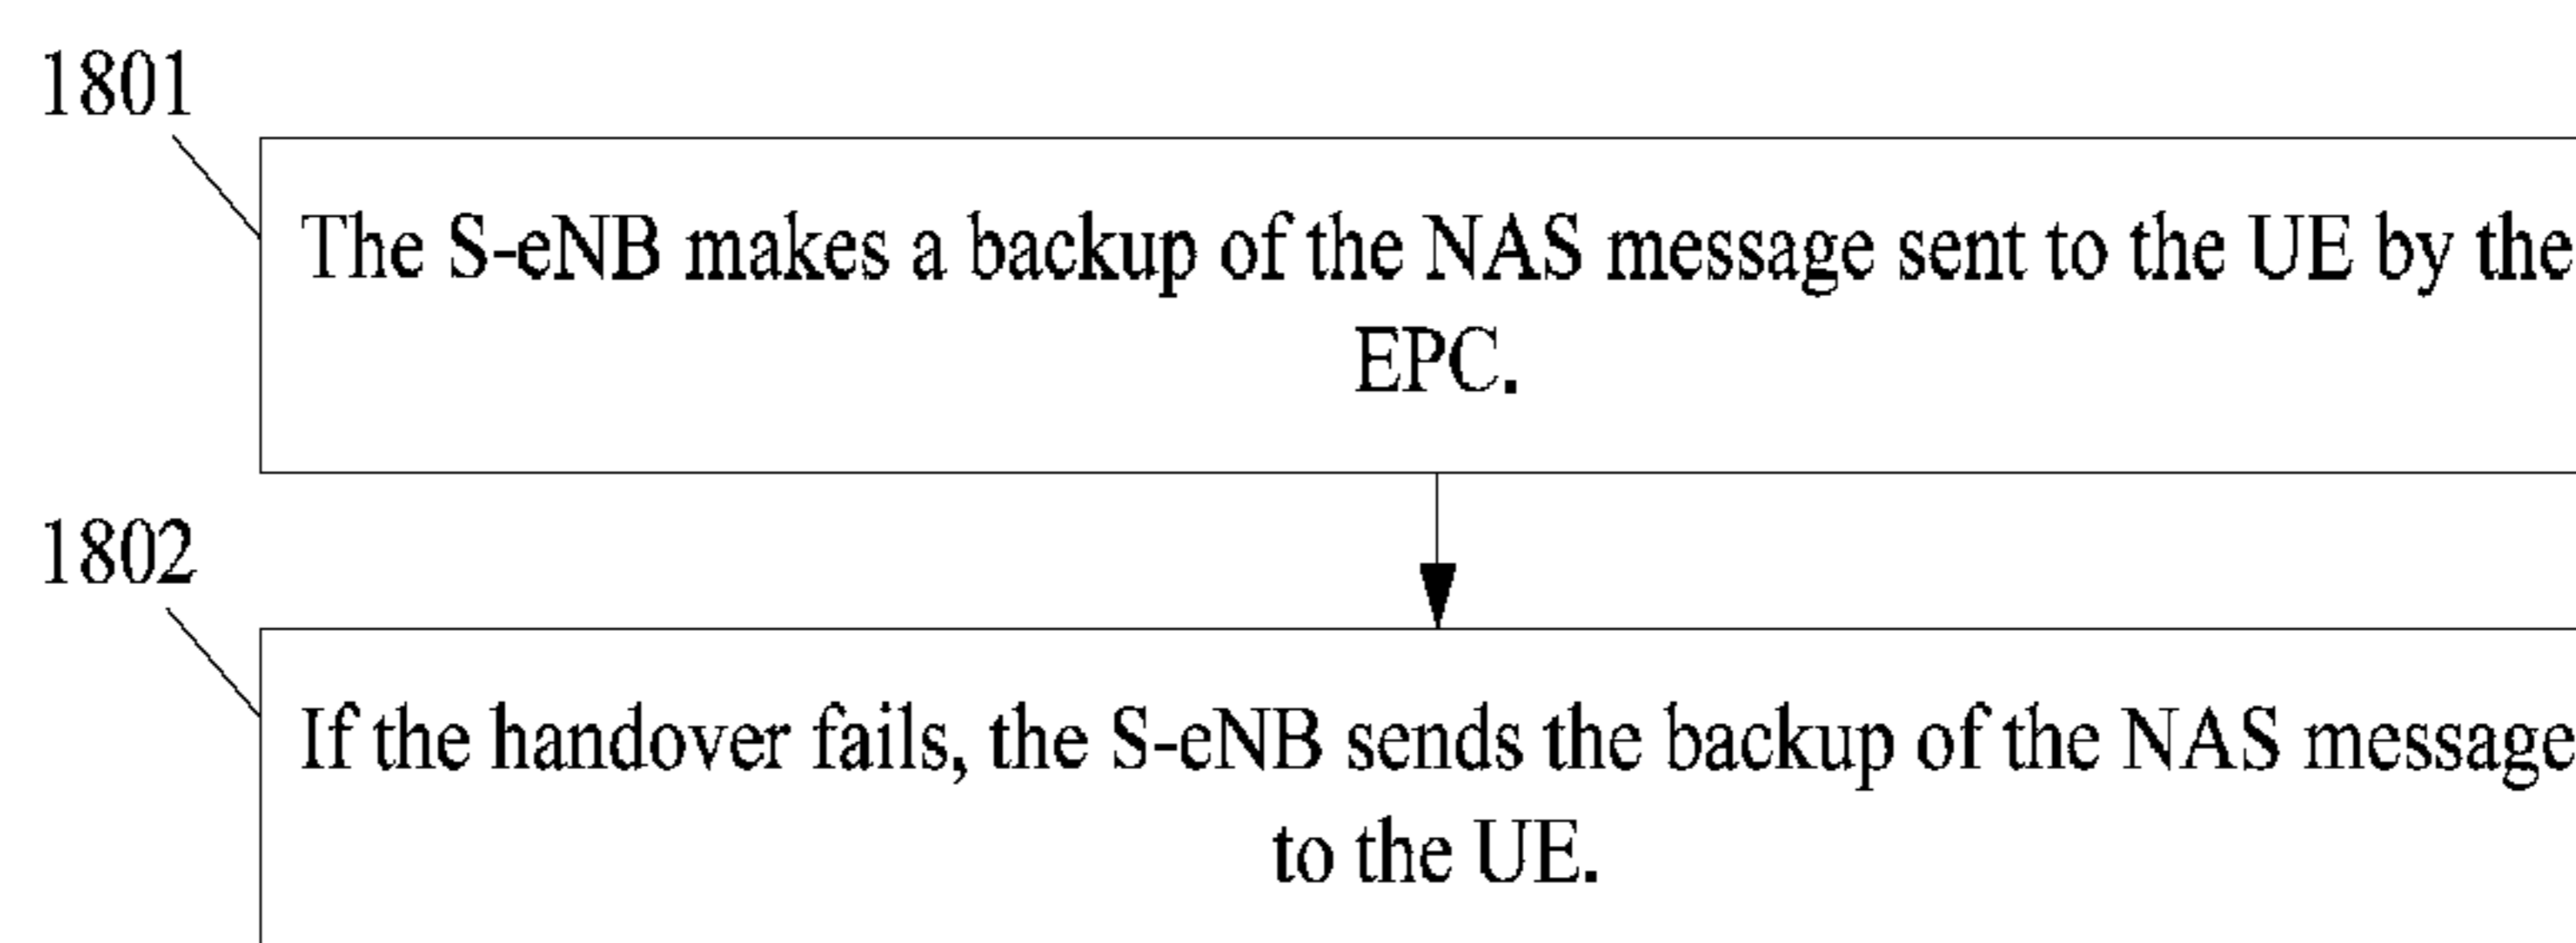 1801
The S-eNB makes a backup of the NAS message sent to the UE by the
EPC.
1802
If the handover fails, the S-eNB sends the backup of the NAS message
to the UE.